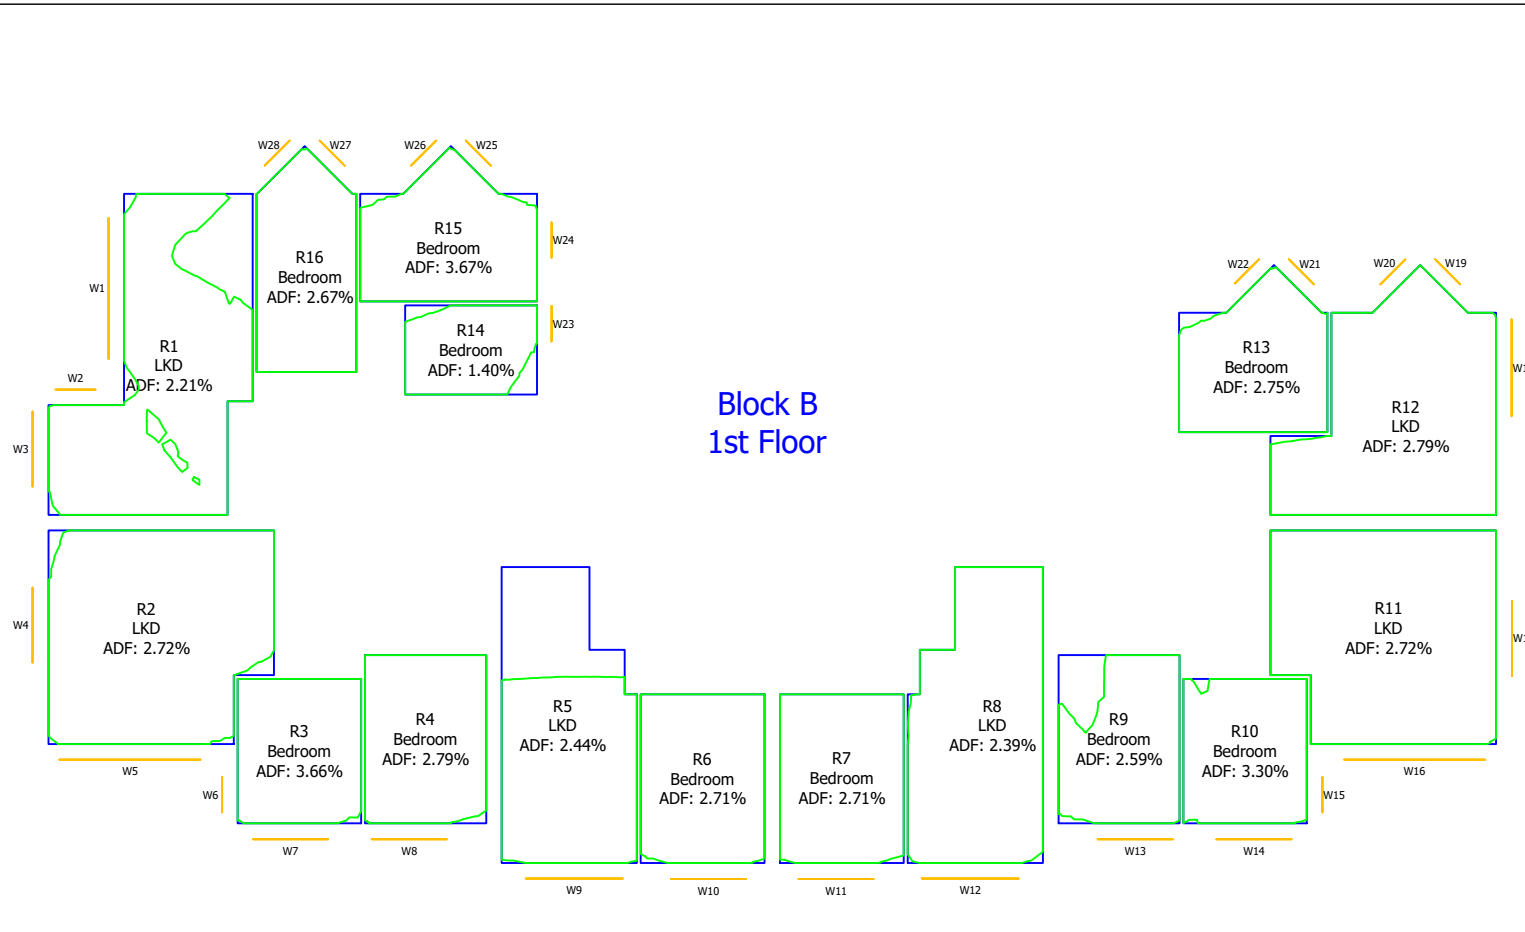 W28
W27
W26
W25
R15
Bedroom
ADF: 3.67%
W24
R16
Bedroom
ADF: 2.67%
W1
W23
R14
Bedroom
ADF: 1.40%
R1
LKD
ADF: 2.21%
W2
W3
Block B
1st Floor
W22
W21
W20
W19
R13
Bedroom
ADF: 2.75%
R12
LKD
ADF: 2.79%
R2
LKD
ADF: 2.72%
W4
W5
R3
Bedroom
ADF: 3.66%
W6
W7
R4
Bedroom
ADF: 2.79%
W8
R5
LKD
ADF: 2.44%
W9
R6
Bedroom
ADF: 2.71%
W10
R7
Bedroom
ADF: 2.71%
W11
R8
LKD
ADF: 2.39%
W12
R9
Bedroom
ADF: 2.59%
W13
R10
Bedroom
ADF: 3.30%
W14
W15
R11
LKD
ADF: 2.72%
W16